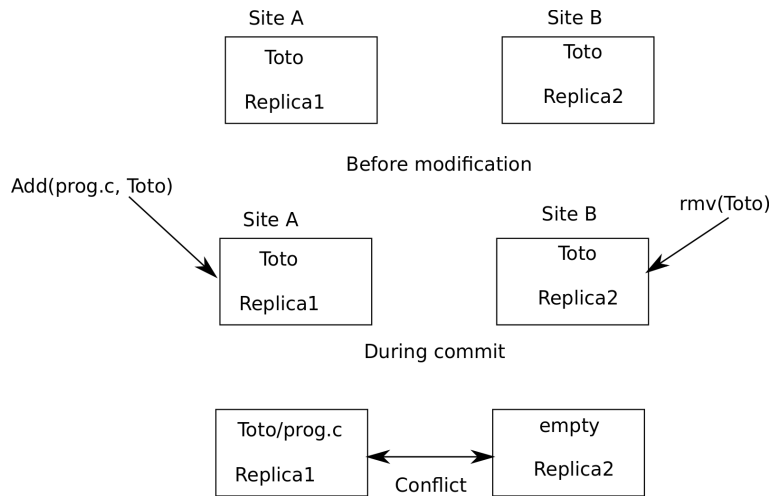 Site A
Site B
Toto
Toto
Replica1
Replica2
Before modification
Add(prog.c, Toto)
rmv(Toto)
Site A
Site B
Toto
Toto
Replica1
Replica2
During commit
Toto/prog.c
empty
Replica1
Replica2
Conflict